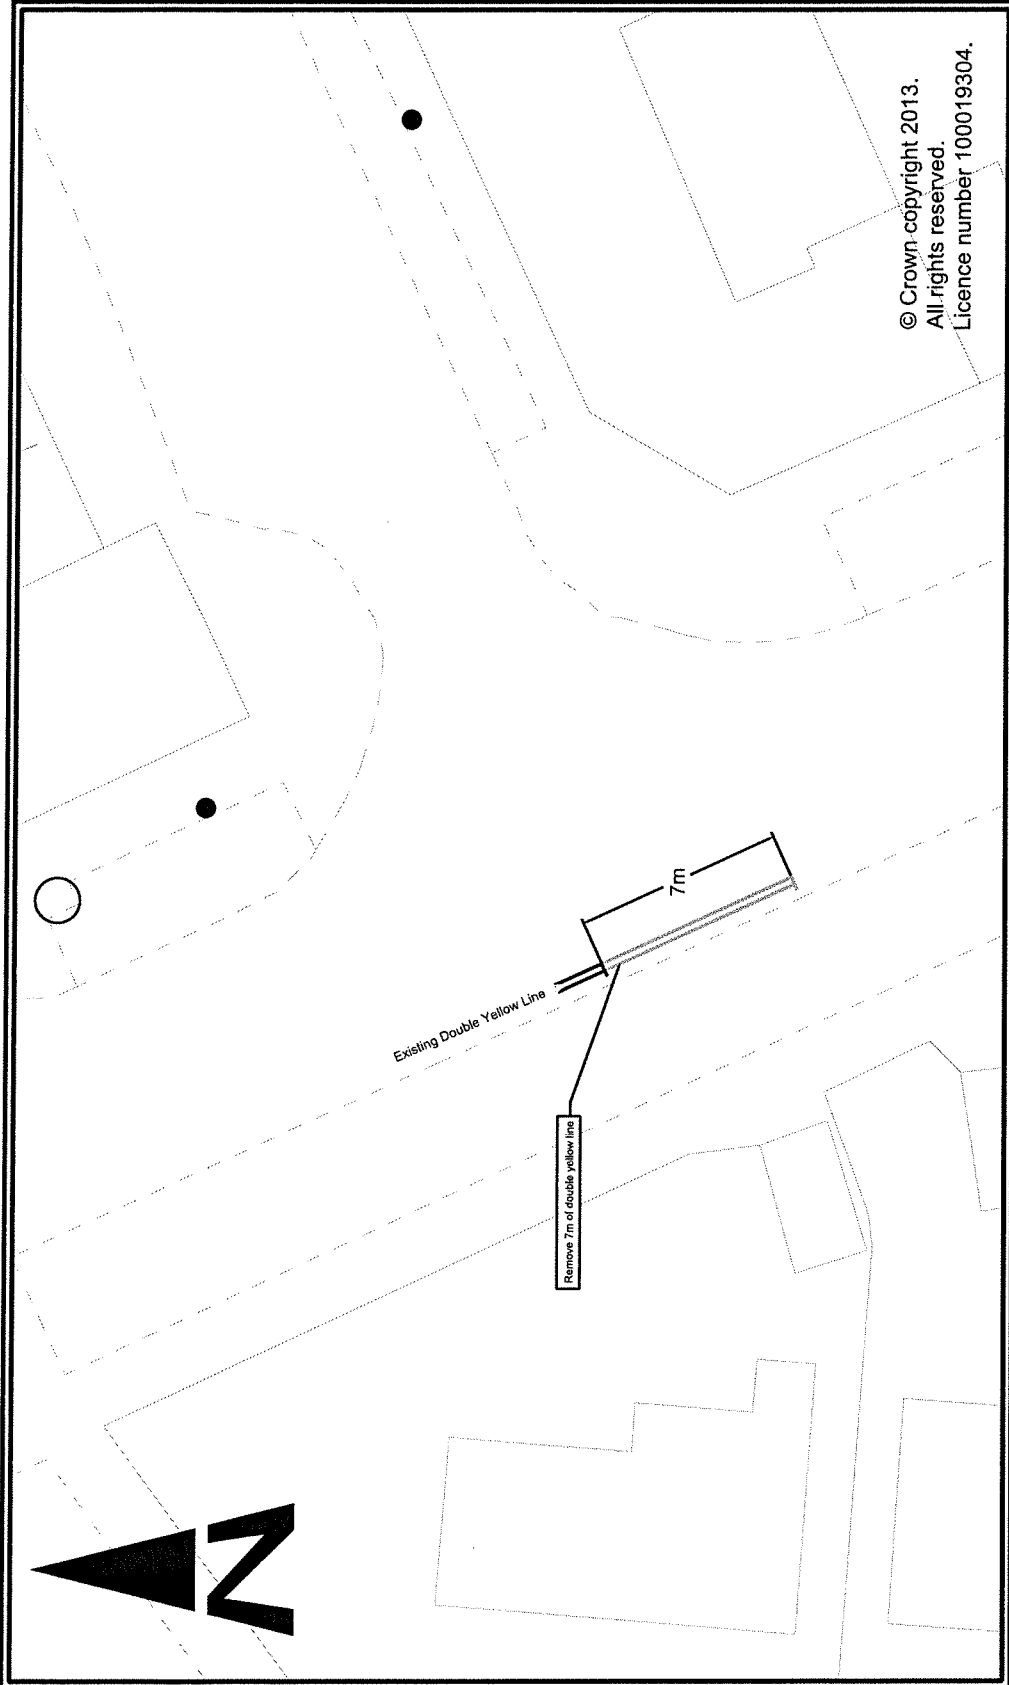 © Crown copyright 2013.
All rights reserved.
Licence number 100019304.
7m
Existing Double Yellow Line
Remove 7m of double yellow line
N